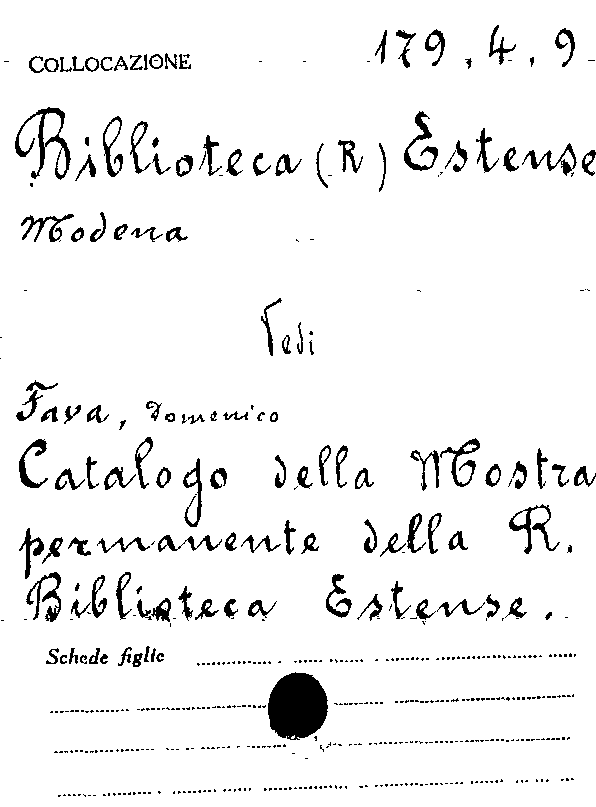 COLLOCAZIONE 179.4.9
Biblioteca (R) Estense
Modena
Vedi
Fava, Domenico
Catalogo della Mostra
permanente della R.
Biblioteca Estense.
Schede figlie